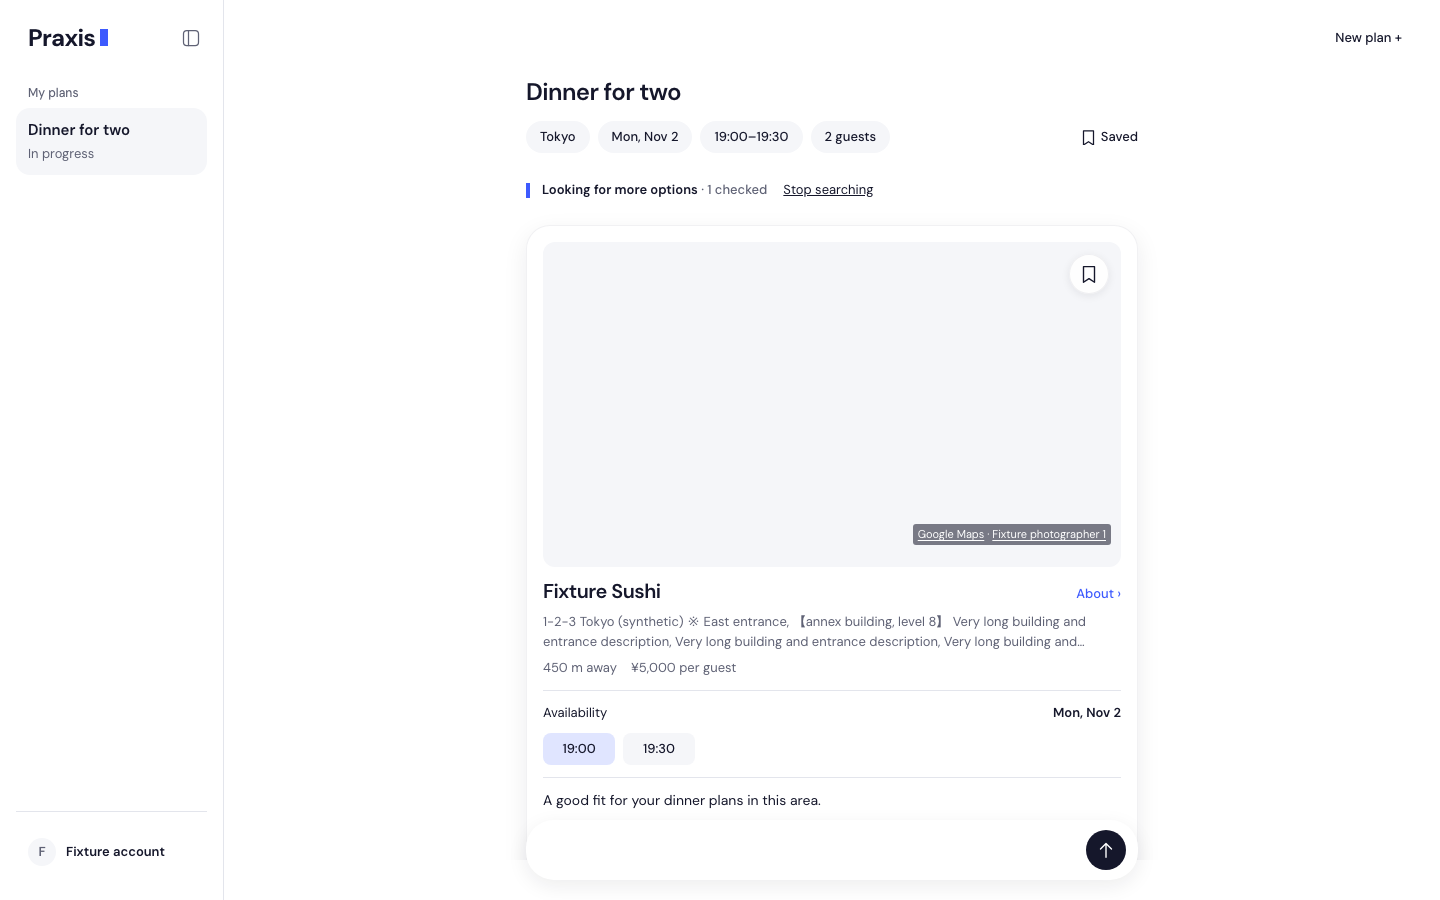 Praxis
New plan +
My plans
Dinner for two
In progress
Dinner for two
Tokyo
Mon, Nov 2
19:00–19:30
2 guests
Saved
Looking for more options · 1 checked
Stop searching
Google Maps · Fixture photographer 1
Fixture Sushi
About ›
1-2-3 Tokyo (synthetic) ※ East entrance, 【annex building, level 8】 Very long building and
entrance description, Very long building and entrance description, Very long building and…
450 m away
¥5,000 per guest
Availability
Mon, Nov 2
19:00
19:30
A good fit for your dinner plans in this area.
F
Fixture account